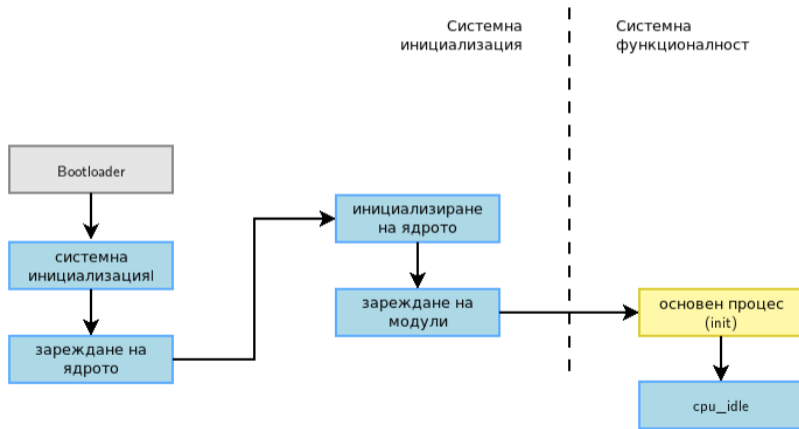 Системна
инициализация
Системна
функционалност
Bootloader
системна
инициализацияl
зареждане на
ядрото
инициализиране
на ядрото
зареждане на
модули
основен процес
(init)
cpu_idle